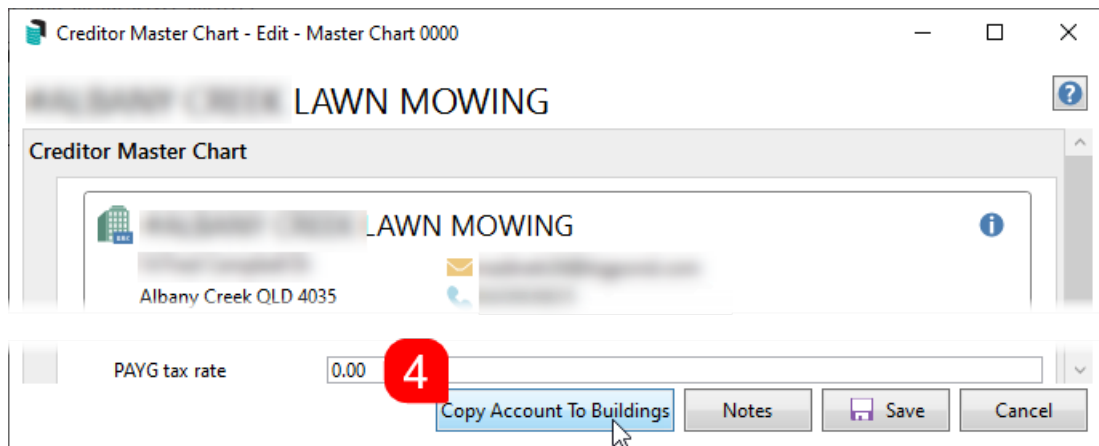 Creditor Master Chart - Edit - Master Chart 0000
LAWN MOWING
?
Creditor Master Chart
LAWN MOWING
i
Albany Creek QLD 4035
PAYG tax rate 0.00
4
Copy Account To Buildings Notes Save Cancel